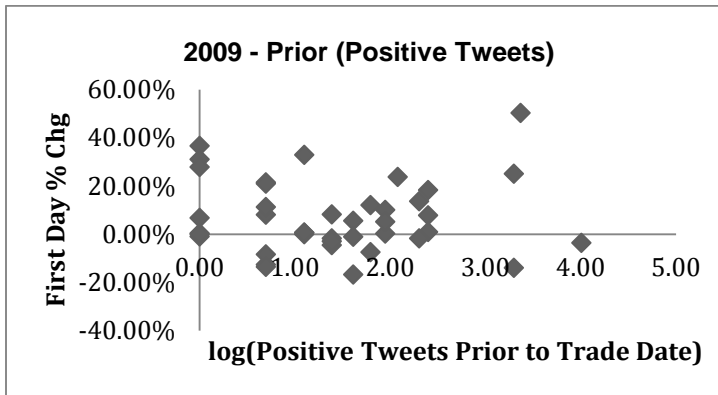 2009 - Prior (Positive Tweets)
60.00%
40.00%
20.00%
0.00%
-20.00%
-40.00%
First Day % Chg
0.00 1.00 2.00 3.00 4.00 5.00
log(Positive Tweets Prior to Trade Date)